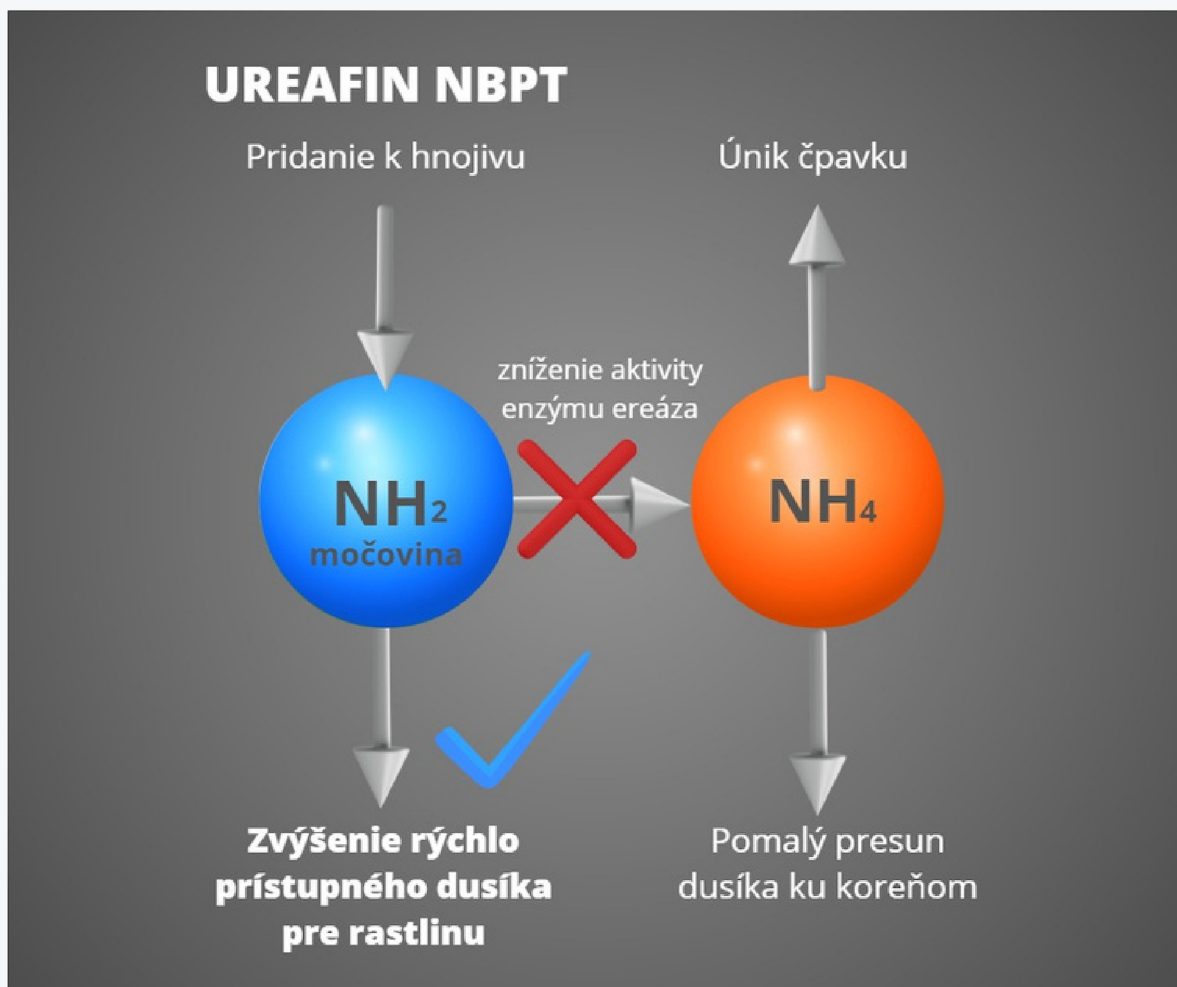 UREAFIN NBPT
Pridanie k hnojivu
Únik čpavku
zníženie aktivity
enzýmu ereáza
NH₂
močovina
NH₄
Zvýšenie rýchlo
prístupného dusíka
pre rastlinu
Pomalý presun
dusíka ku koreňom